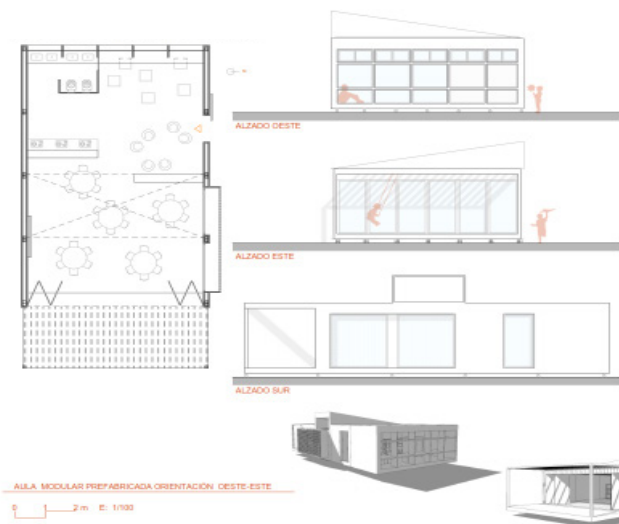 ALZADO OESTE
ALZADO ESTE
ALZADO SUR
AULA MODULAR PREFABRICADA ORIENTACIÓN OESTE-ESTE
0 1 2 m E: 1/100